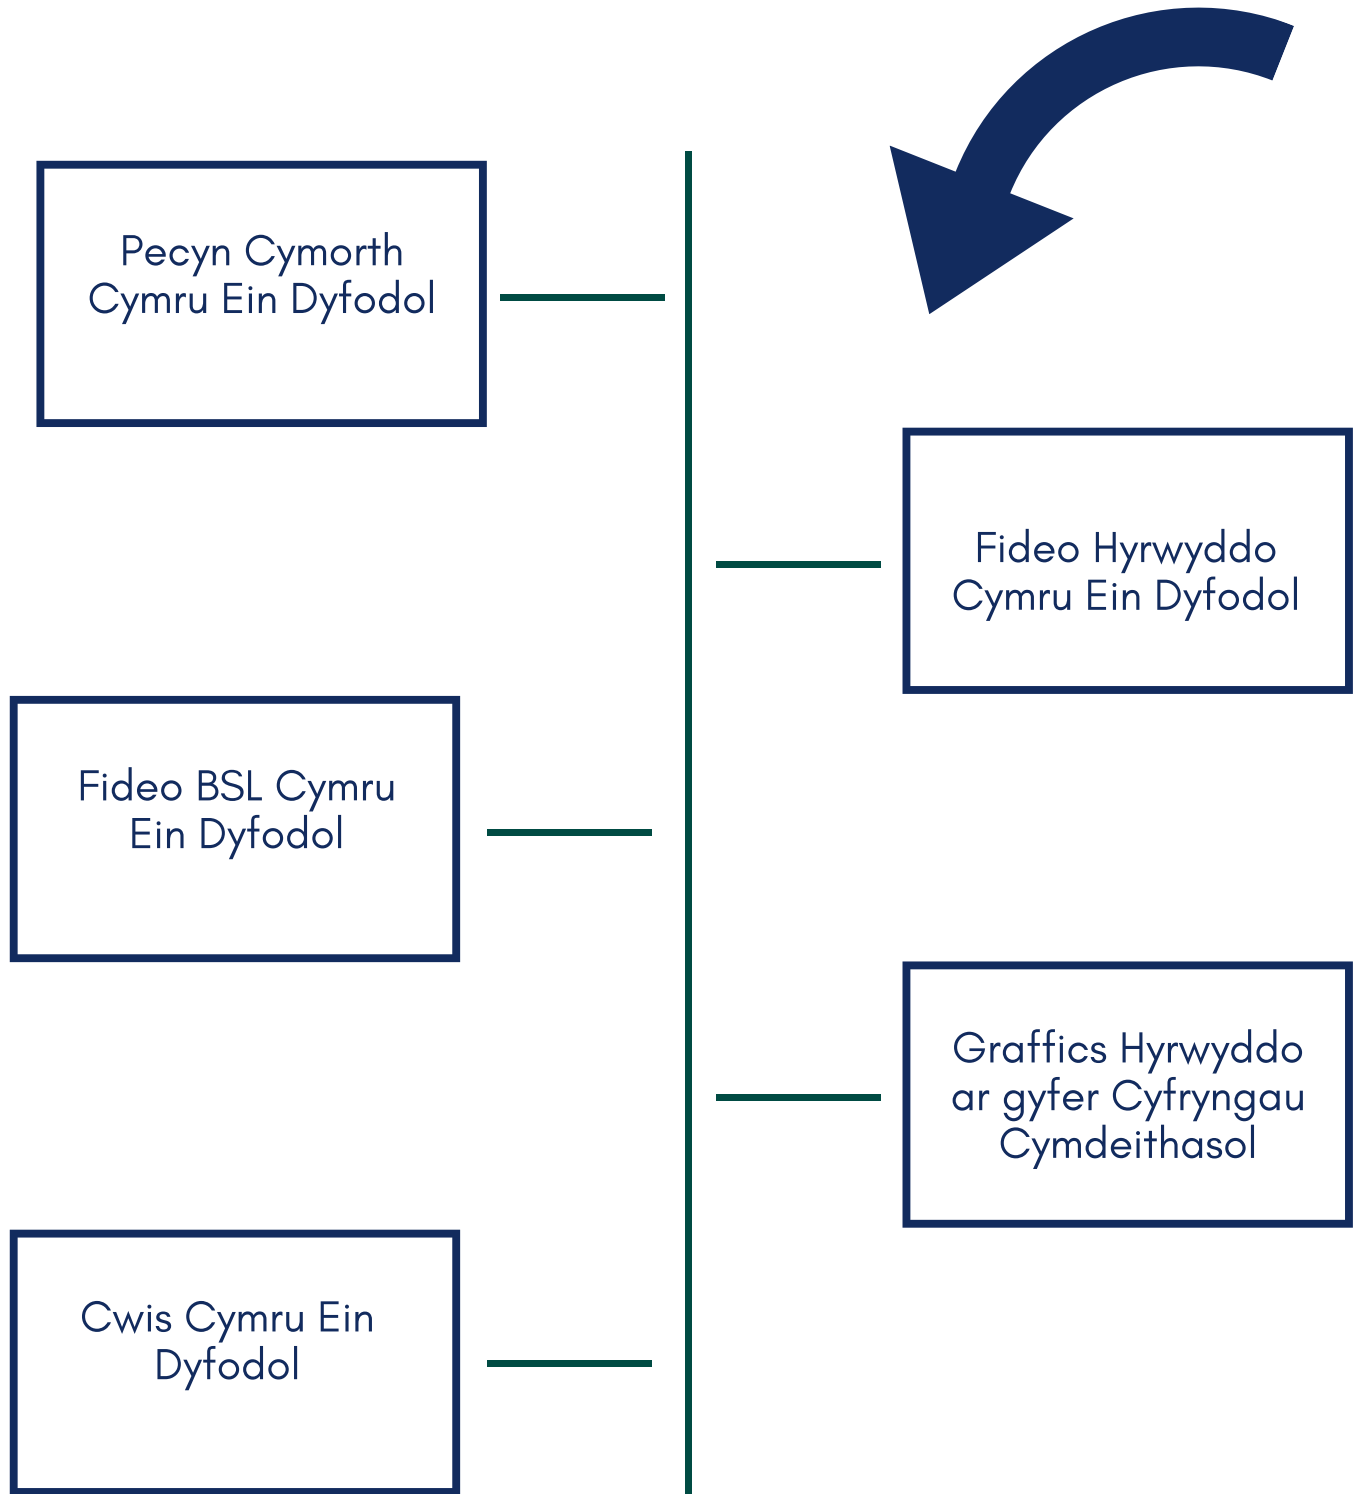 Pecyn Cymorth
Cymru Ein Dyfodol
Fideo Hyrwyddo
Cymru Ein Dyfodol
Fideo BSL Cymru
Ein Dyfodol
Graffics Hyrwyddo
ar gyfer Cyfryngau
Cymdeithasol
Cwis Cymru Ein
Dyfodol